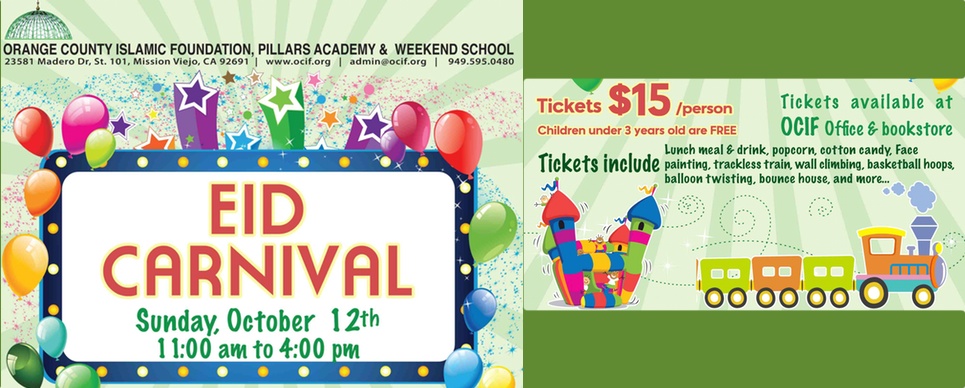 ORANGE COUNTY ISLAMIC FOUNDATION, PILLARS ACADEMY & WEEKEND SCHOOL
23581 Madero Dr, St. 101, Mission Viejo, CA 92691 | www.ocif.org | admin@ocif.org | 949.595.0480
EID
CARNIVAL
Sunday, October 12th
11:00 am to 4:00 pm
Tickets $15 /person
Children under 3 years old are FREE
Tickets available at
OCIF Office & bookstore
Tickets include
Lunch meal & drink, popcorn, cotton candy, Face
painting, trackless train, wall climbing, basketball hoops,
balloon twisting, bounce house, and more...